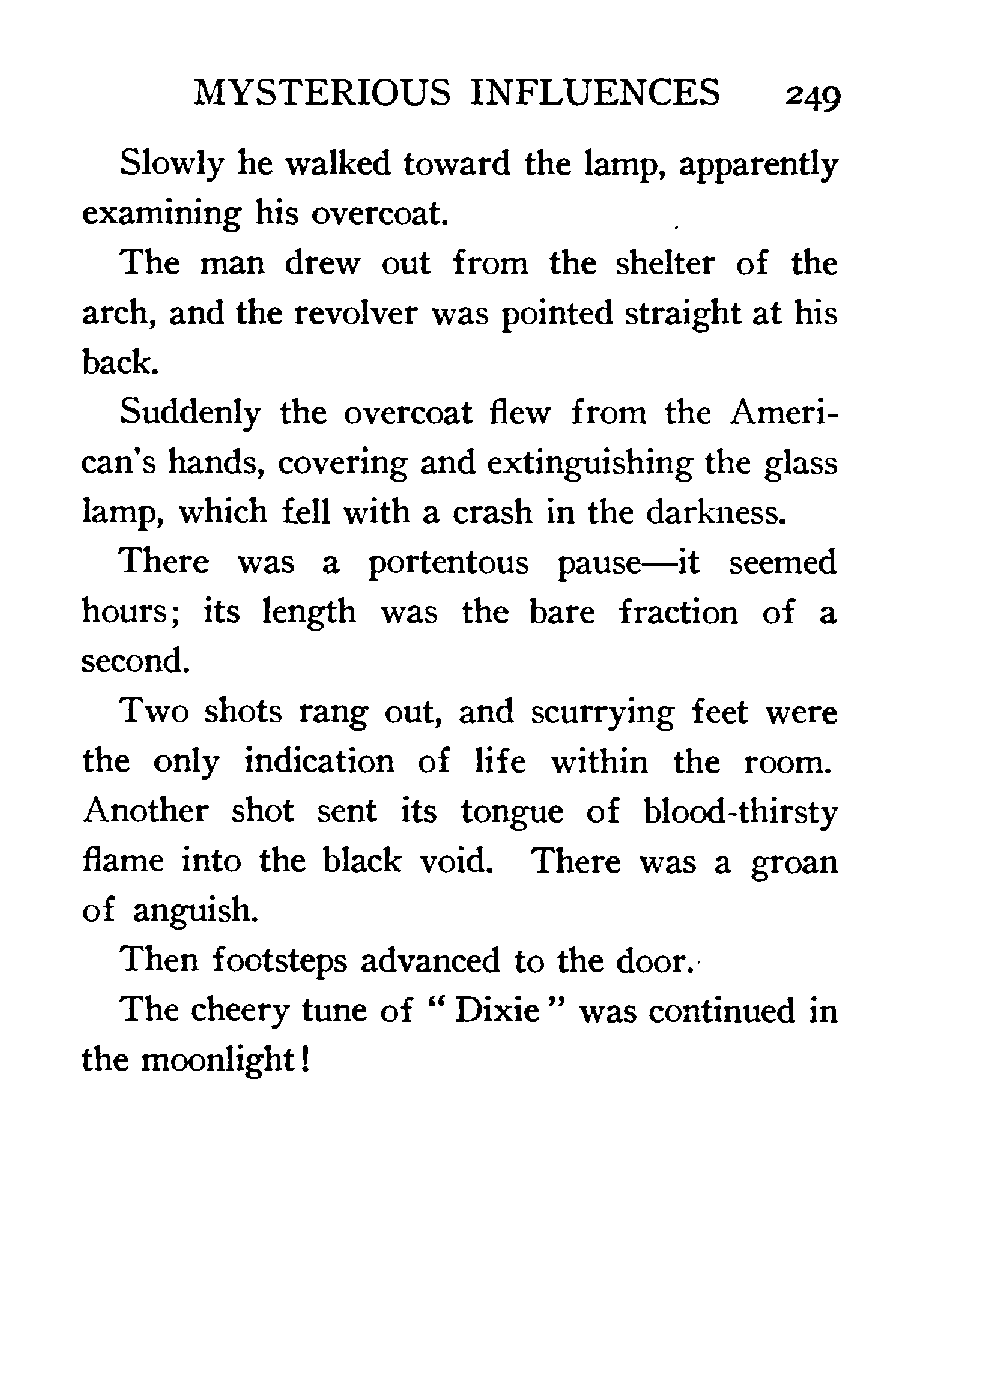 MYSTERIOUS INFLUENCES 249
Slowly he walked toward the lamp, apparently
examining his overcoat.
The man drew out from the shelter of the
arch, and the revolver was pointed straight at his
back.
Suddenly the overcoat flew from the Ameri-
can's hands, covering and extinguishing the glass
lamp, which fell with a crash in the darkness.
There was a portentous pause—it seemed
hours; its length was the bare fraction of a
second.
Two shots rang out, and scurrying feet were
the only indication of life within the room.
Another shot sent its tongue of blood-thirsty
flame into the black void. There was a groan
of anguish.
Then footsteps advanced to the door.
The cheery tune of “ Dixie ” was continued in
the moonlight!